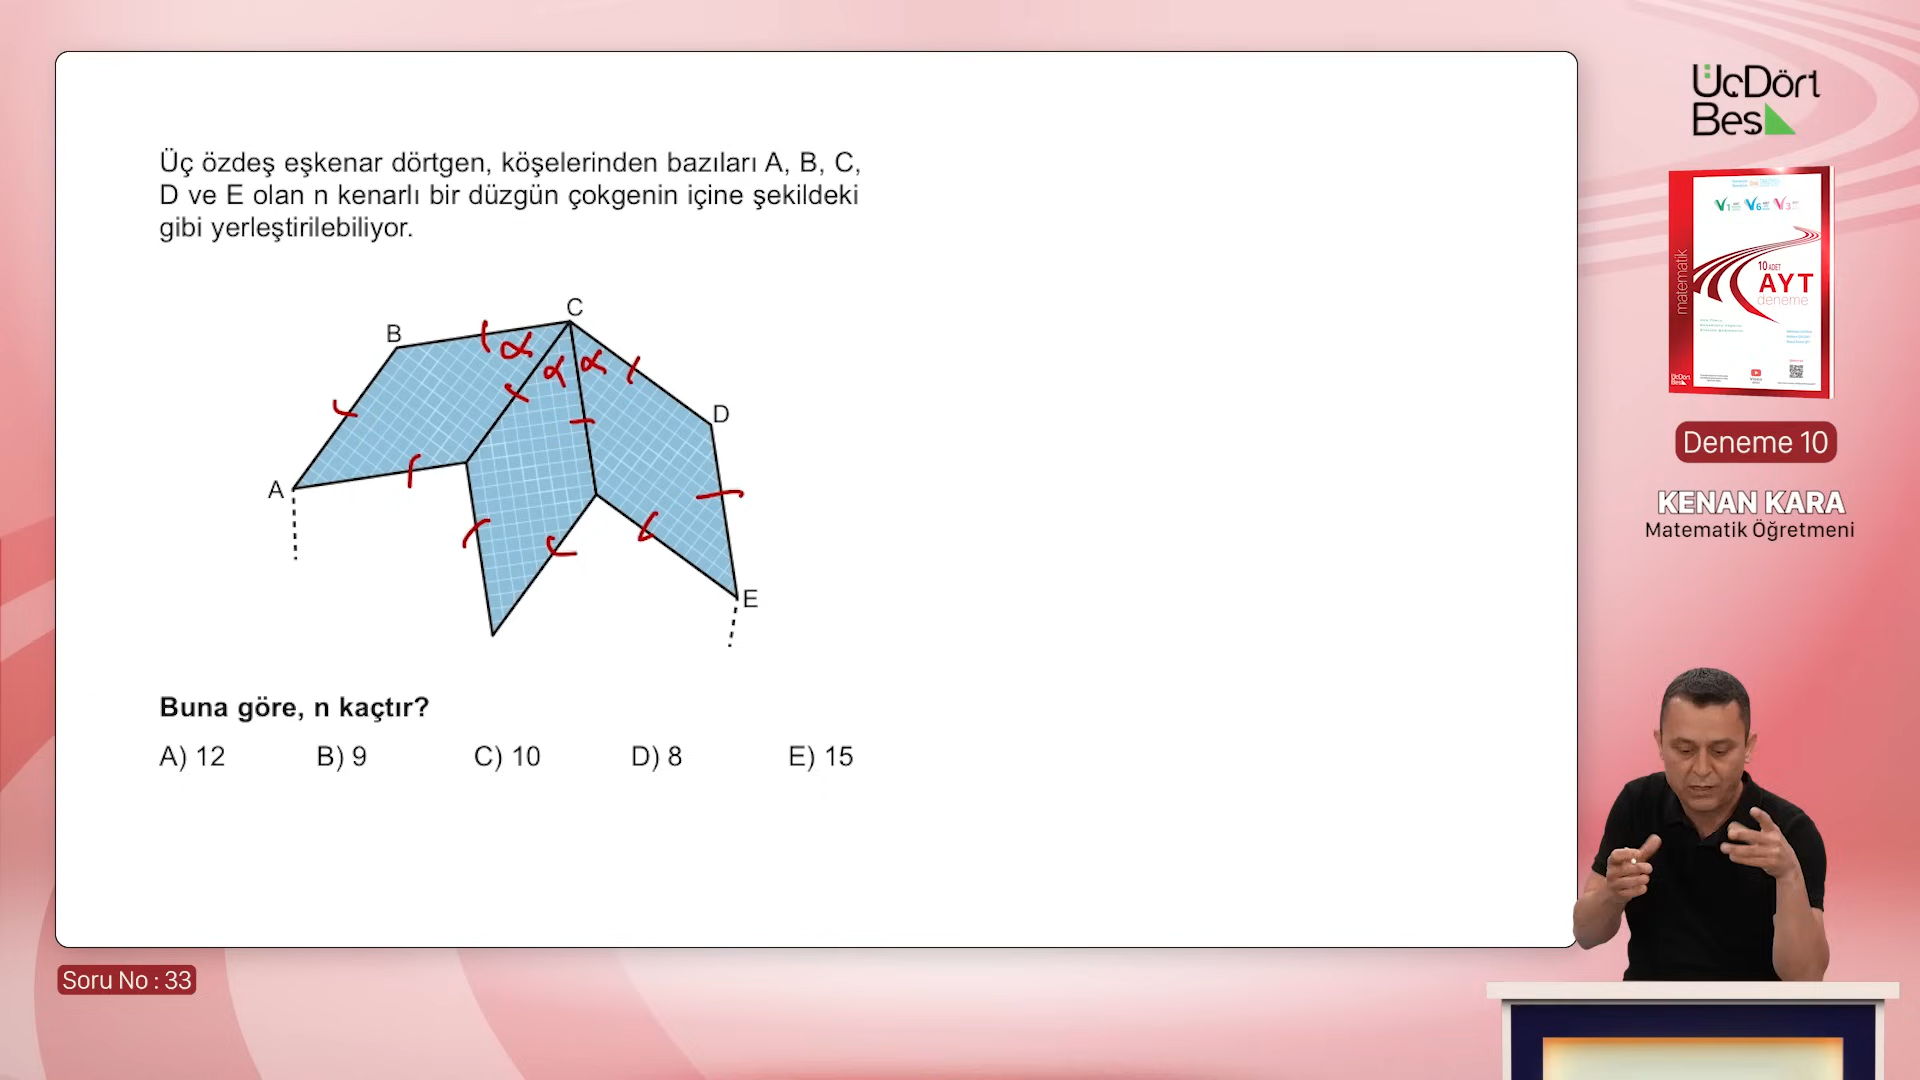 Üç özdeş eşkenar dörtgen, köşelerinden bazıları A, B, C,
D ve E olan n kenarlı bir düzgün çokgenin içine şekildeki
gibi yerleştirilebiliyor.
C
B
α
α
α
D
A
E
Buna göre, n kaçtır?
A) 12
B) 9
C) 10
D) 8
E) 15
Soru No : 33
ÜçDört
Beş
matematik
10 ADET
AYT
deneme
Deneme 10
KENAN KARA
Matematik Öğretmeni